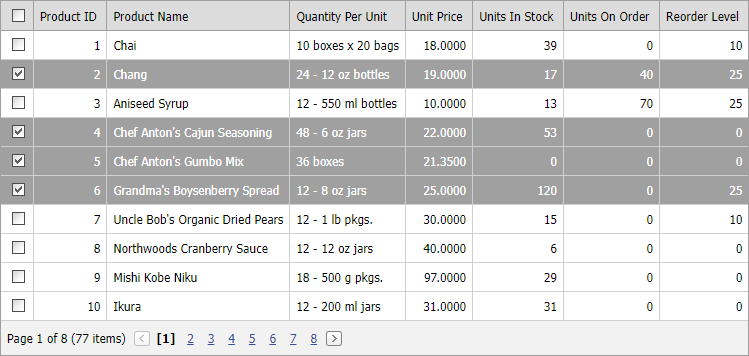 Product ID Product Name Quantity Per Unit Unit Price Units In Stock Units On Order Reorder Level
1 Chai 10 boxes x 20 bags 18.0000 39 0 10
2 Chang 24 - 12 oz bottles 19.0000 17 40 25
3 Aniseed Syrup 12 - 550 ml bottles 10.0000 13 70 25
4 Chef Anton's Cajun Seasoning 48 - 6 oz jars 22.0000 53 0 0
5 Chef Anton's Gumbo Mix 36 boxes 21.3500 0 0 0
6 Grandma's Boysenberry Spread 12 - 8 oz jars 25.0000 120 0 25
7 Uncle Bob's Organic Dried Pears 12 - 1 lb pkgs. 30.0000 15 0 10
8 Northwoods Cranberry Sauce 12 - 12 oz jars 40.0000 6 0 0
9 Mishi Kobe Niku 18 - 500 g pkgs. 97.0000 29 0 0
10 Ikura 12 - 200 ml jars 31.0000 31 0 0
Page 1 of 8 (77 items) [1] 2 3 4 5 6 7 8